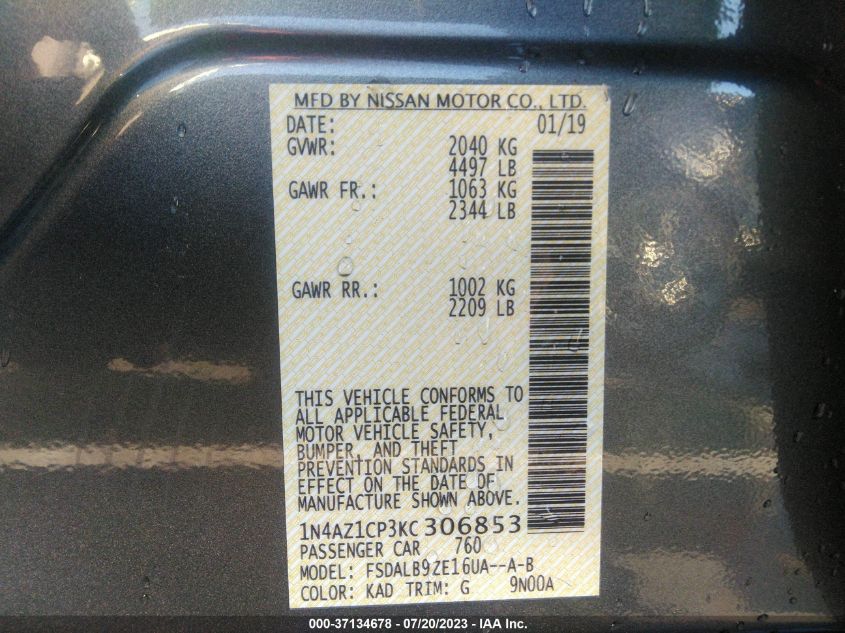 MFD BY NISSAN MOTOR CO., LTD.
DATE: 01/19
GVWR: 2040 KG
4497 LB
GAWR FR.: 1063 KG
2344 LB
GAWR RR.: 1002 KG
2209 LB
THIS VEHICLE CONFORMS TO
ALL APPLICABLE FEDERAL
MOTOR VEHICLE SAFETY,
BUMPER, AND THEFT
PREVENTION STANDARDS IN
EFFECT ON THE DATE OF
MANUFACTURE SHOWN ABOVE.
1N4AZ1CP3KC306853
PASSENGER CAR 760
MODEL: FSDALB9ZE16UA--A-B
COLOR: KAD TRIM: G 9N00A
000-37134678 / 07/20/2023 - IAA Inc.